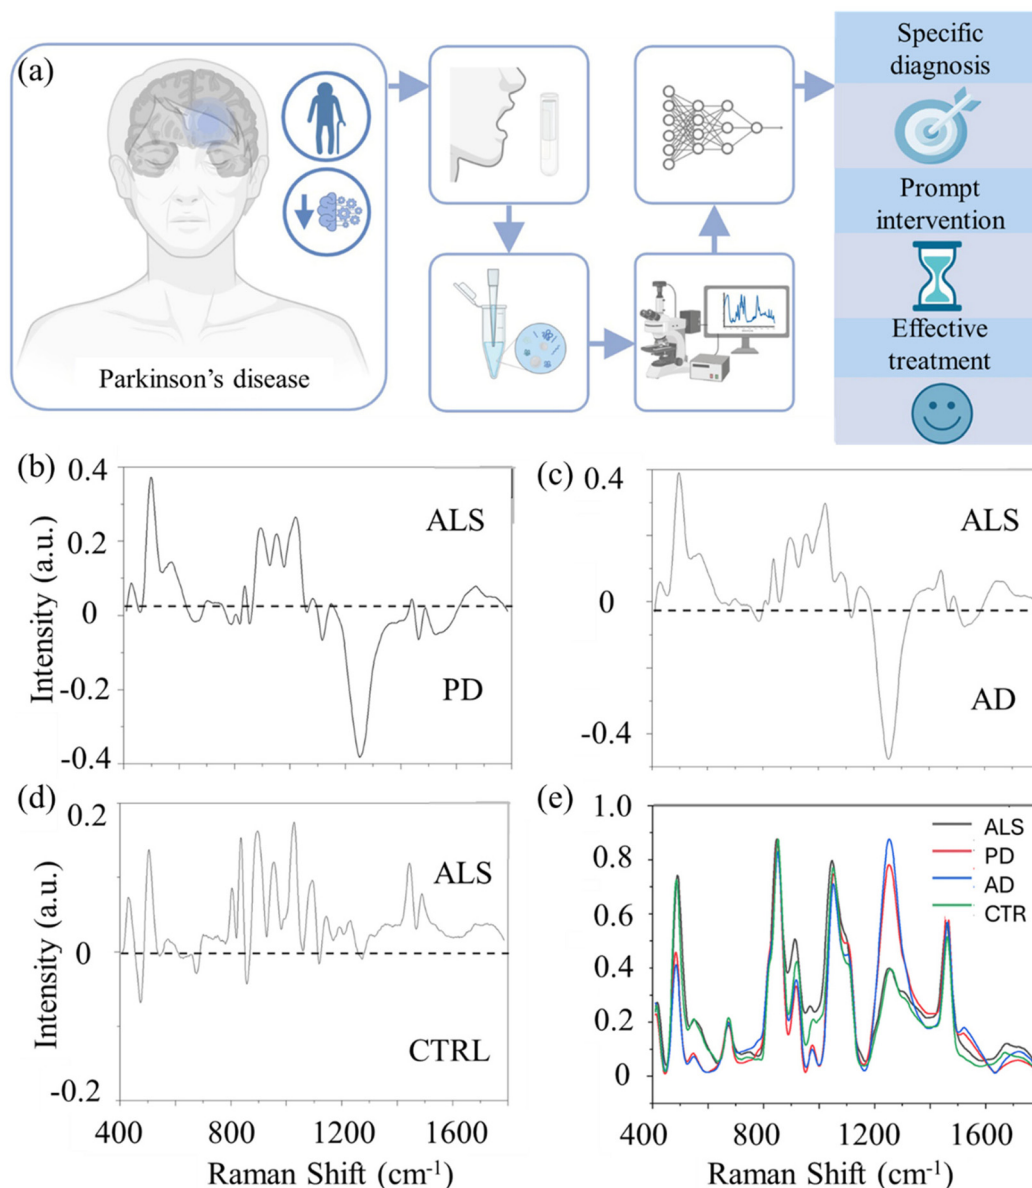 (a)
Parkinson's disease
Specific
diagnosis
Prompt
intervention
Effective
treatment
(b)
0.4
0.2
0
-0.2
-0.4
Intensity (a.u.)
ALS
PD
(c)
0.4
0
-0.4
ALS
AD
(d)
0.2
0
-0.2
Intensity (a.u.)
ALS
CTRL
400
800
1200
1600
Raman Shift (cm⁻¹)
(e)
1.0
0.8
0.6
0.4
0.2
0
ALS
PD
AD
CTR
400
800
1200
1600
Raman Shift (cm⁻¹)